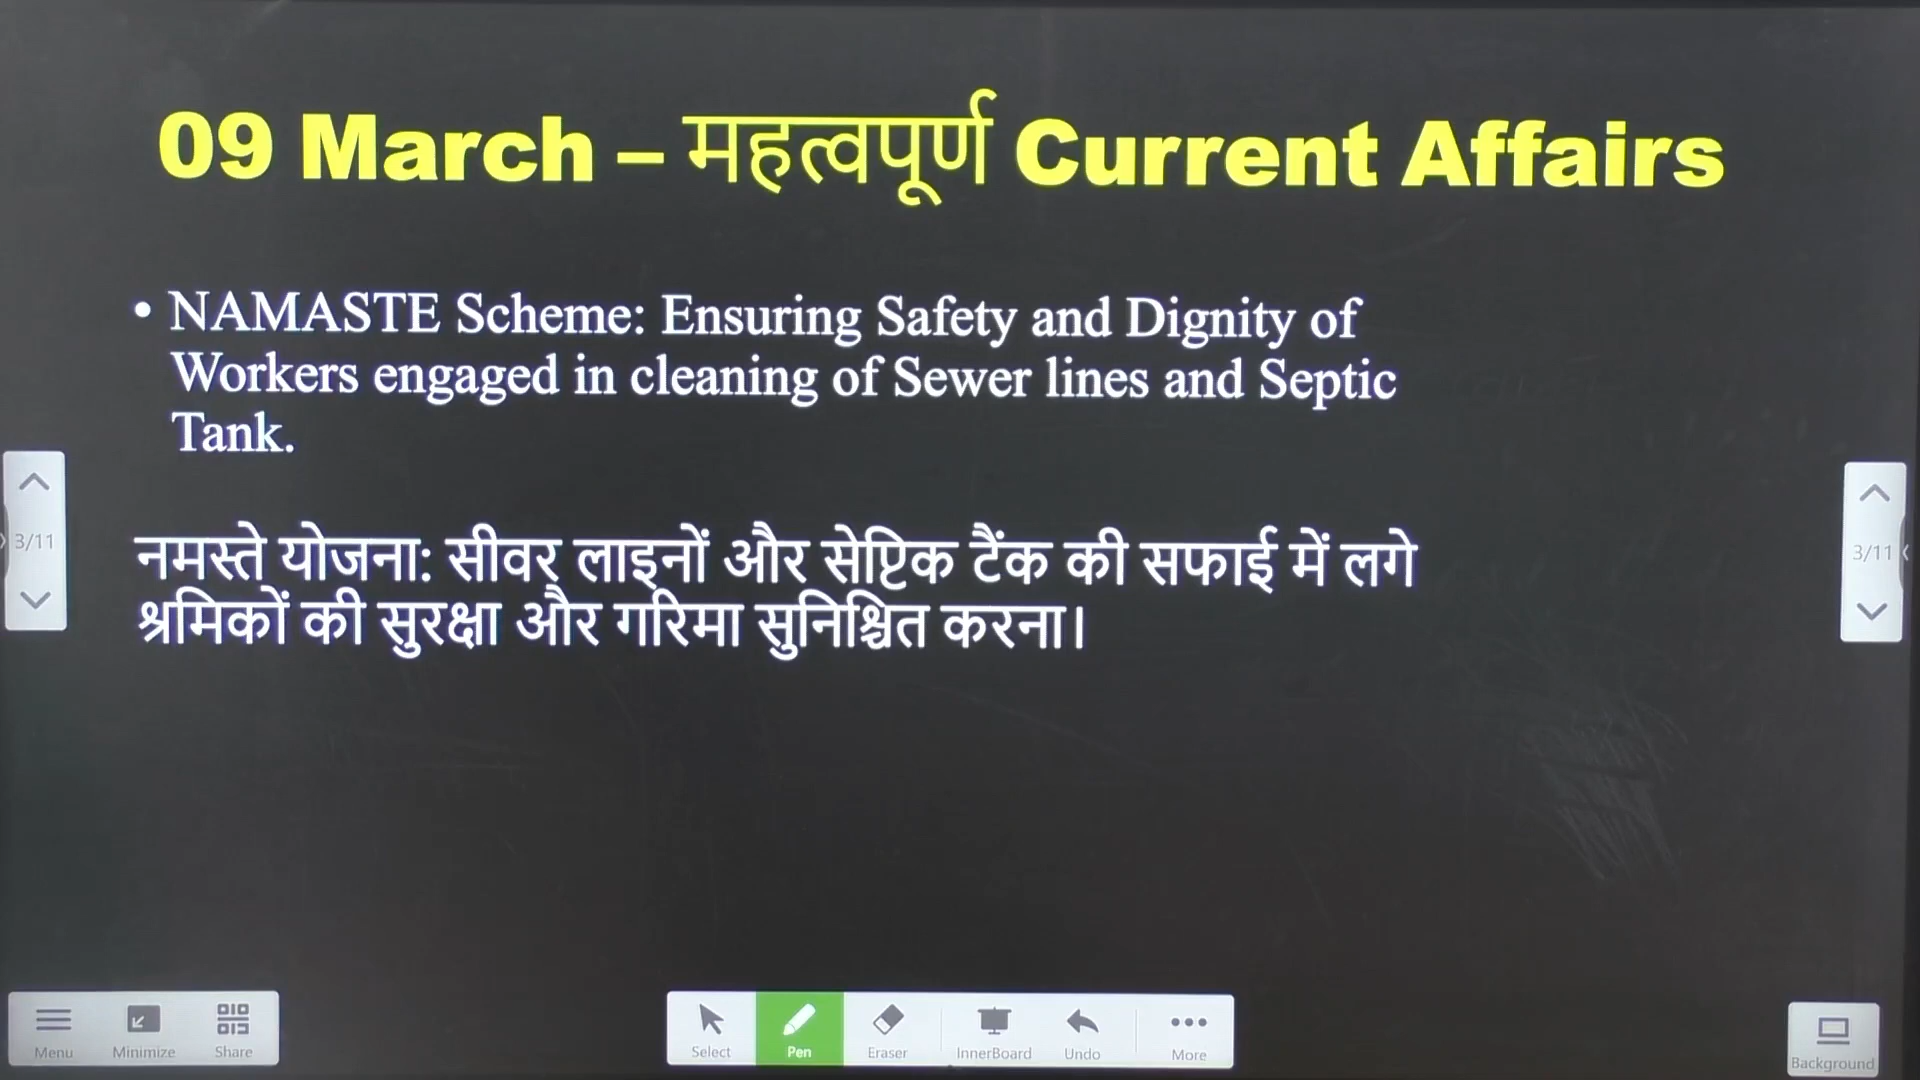 09 March – महत्वपूर्ण Current Affairs
• NAMASTE Scheme: Ensuring Safety and Dignity of
Workers engaged in cleaning of Sewer lines and Septic
Tank.
नमस्ते योजना: सीवर लाइनों और सेप्टिक टैंक की सफाई में लगे
श्रमिकों की सुरक्षा और गरिमा सुनिश्चित करना।
3/11
3/11
Menu Minimize Share
Select Pen Eraser InnerBoard Undo More
Background